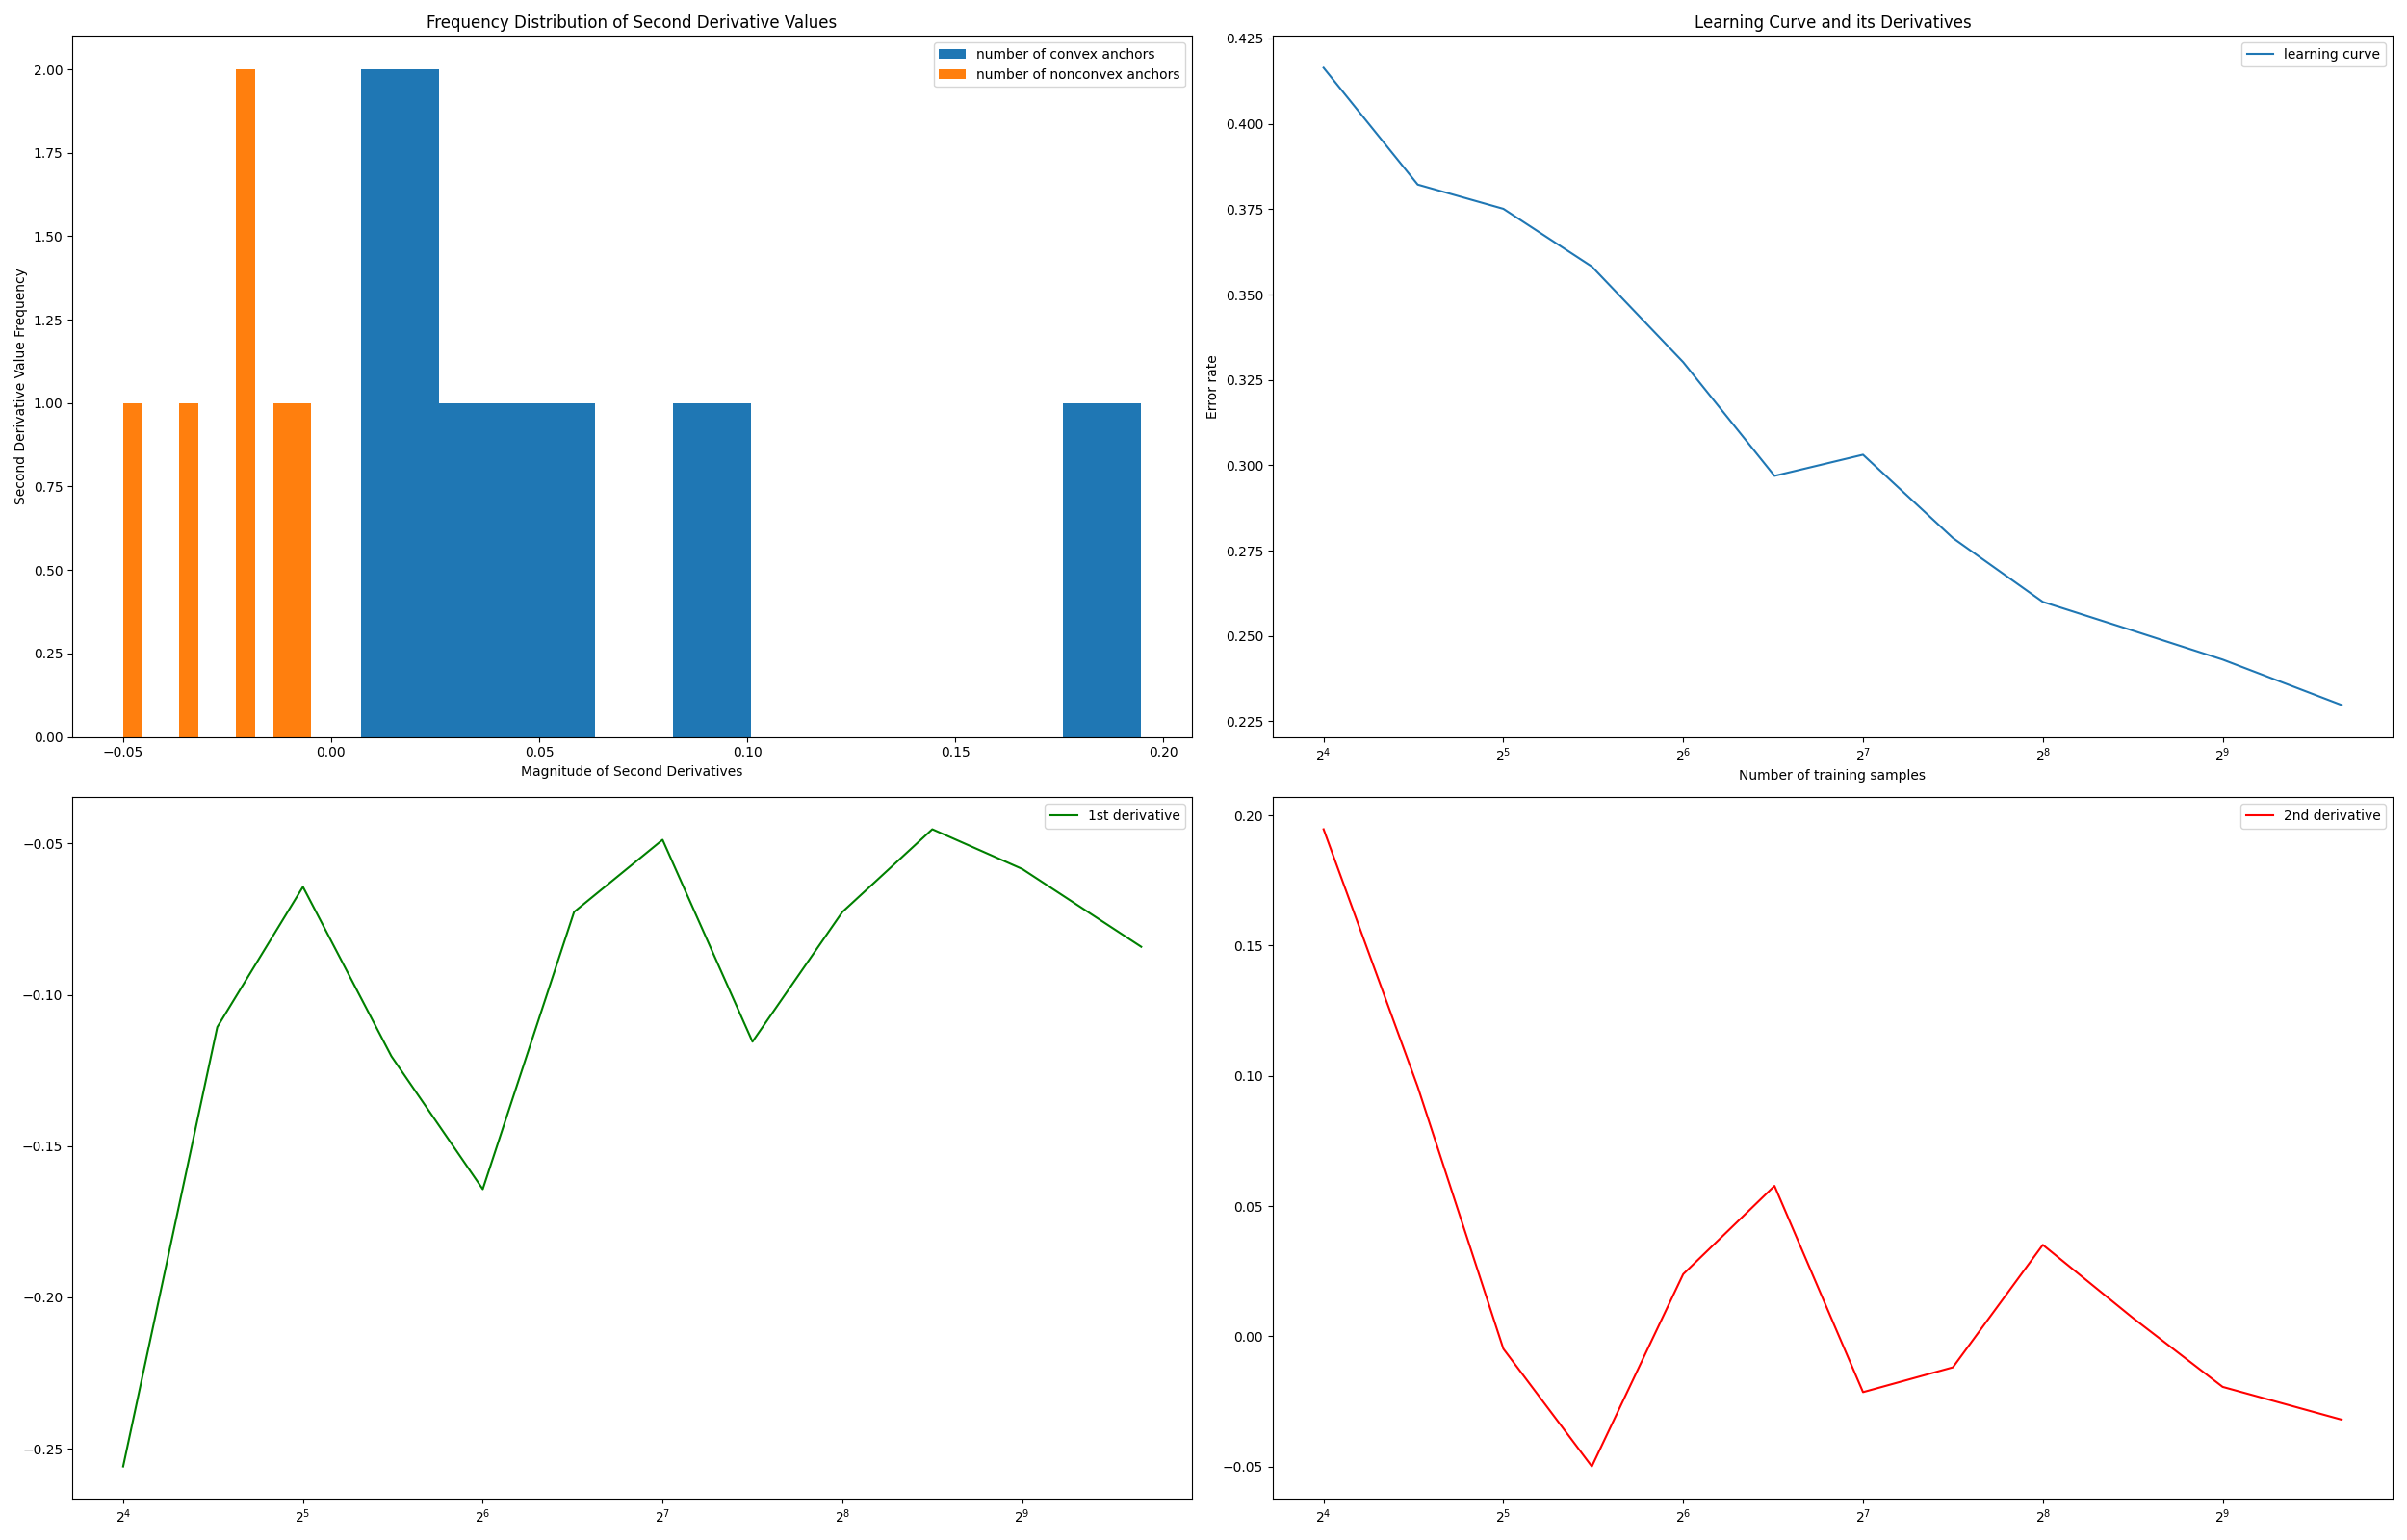 Frequency Distribution of Second Derivative Values
number of convex anchors
number of nonconvex anchors
2.00
1.75
1.50
1.25
1.00
0.75
0.50
0.25
0.00
Second Derivative Value Frequency
−0.05 0.00 0.05 0.10 0.15 0.20
Magnitude of Second Derivatives
Learning Curve and its Derivatives
learning curve
0.425
0.400
0.375
0.350
0.325
0.300
0.275
0.250
0.225
Error rate
2⁴ 2⁵ 2⁶ 2⁷ 2⁸ 2⁹
Number of training samples
1st derivative
−0.05
−0.10
−0.15
−0.20
−0.25
2⁴ 2⁵ 2⁶ 2⁷ 2⁸ 2⁹
2nd derivative
0.20
0.15
0.10
0.05
0.00
−0.05
2⁴ 2⁵ 2⁶ 2⁷ 2⁸ 2⁹